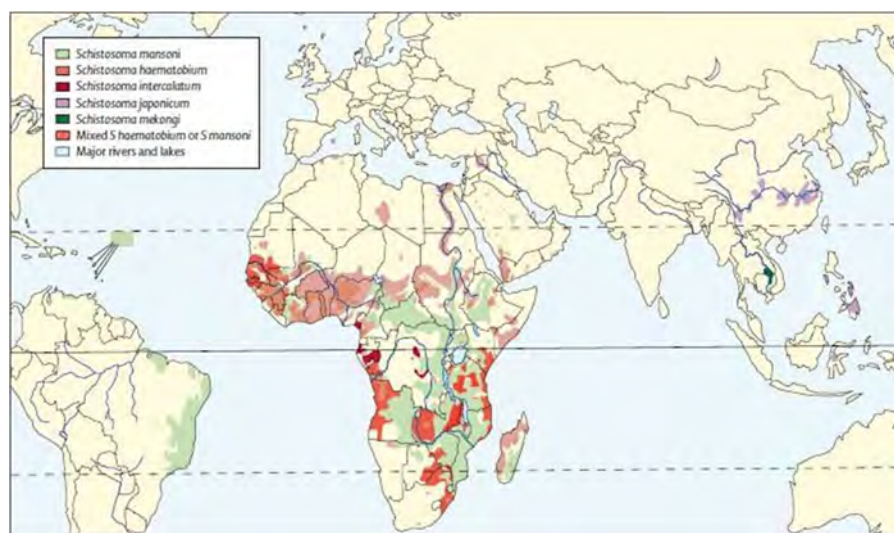 Schistosoma mansoni
Schistosoma haematobium
Schistosoma intercalatum
Schistosoma japonicum
Schistosoma mekongi
Mixed S haematobium or S mansoni
Major rivers and lakes